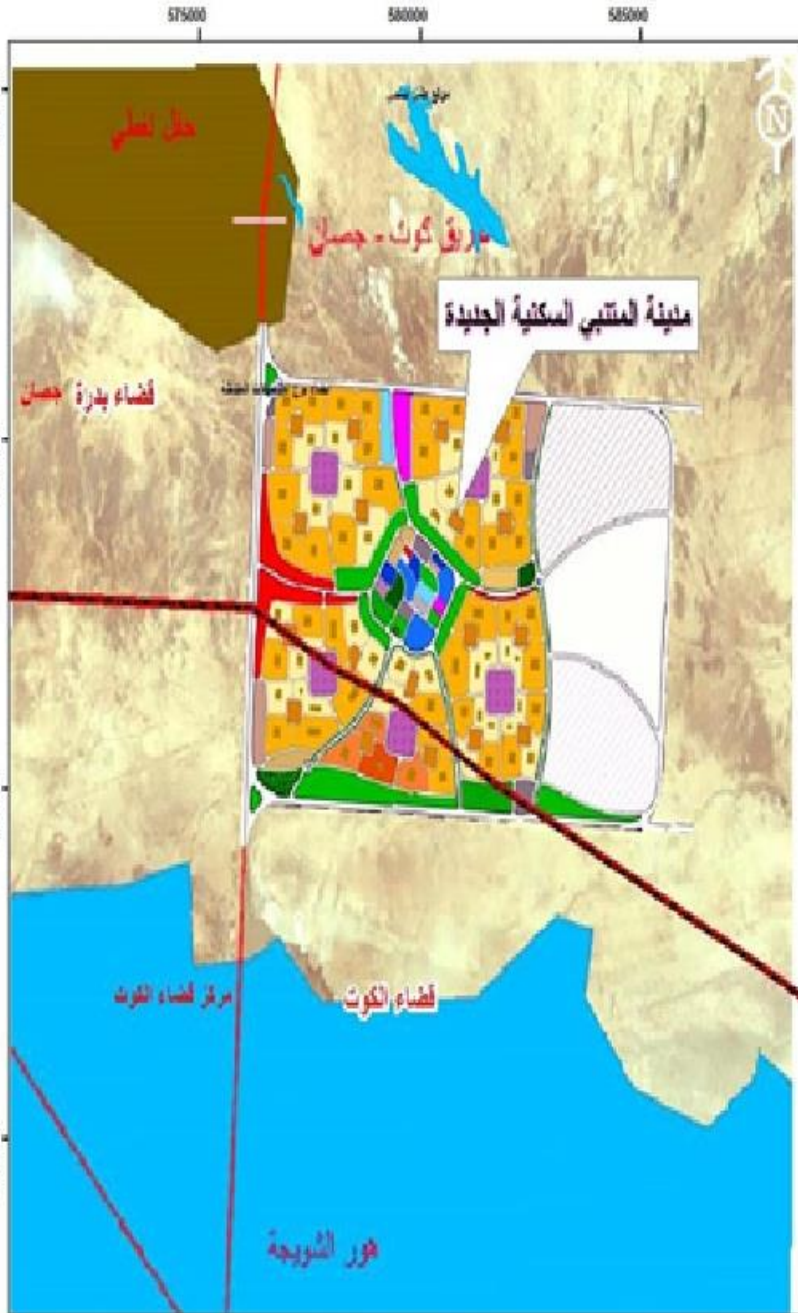 575000 580000 585000
حقل نفطي
N
طريق كوت - جصان
مدينة المتنبي السكنية الجديدة
قضاء بدرة
جصان
مركز قضاء الكوت
قضاء الكوت
هور الشويجة